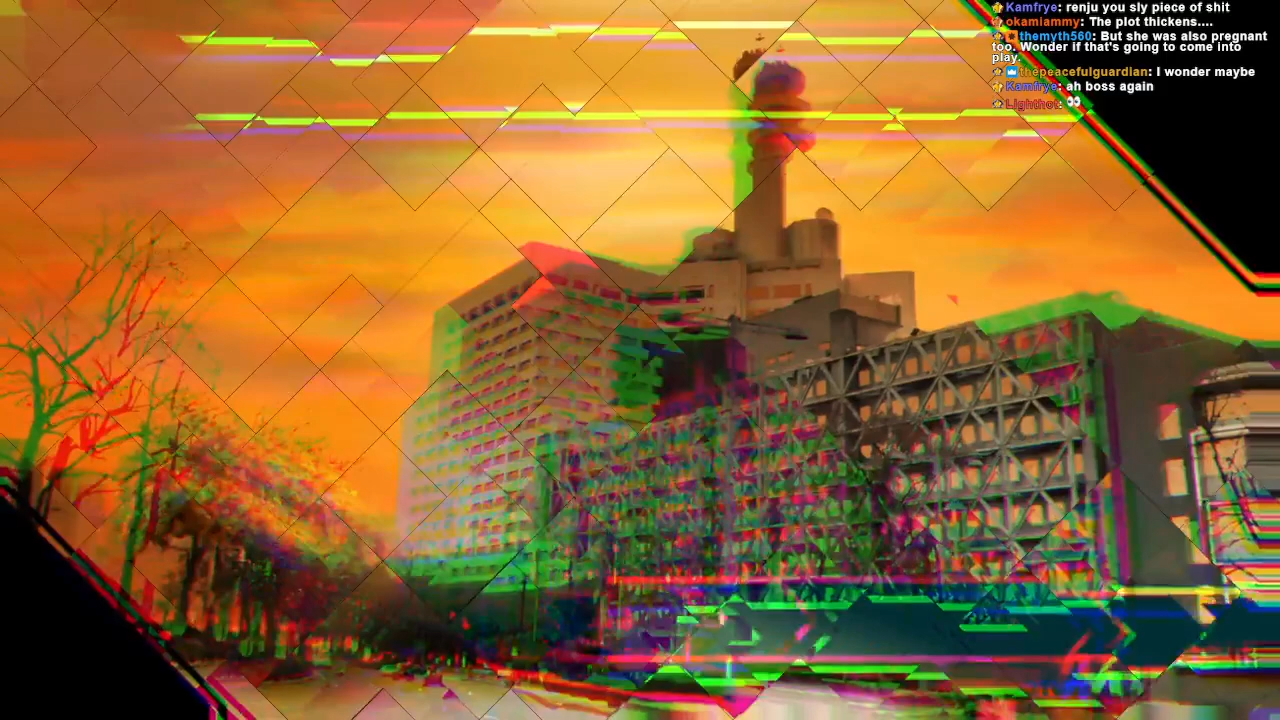 Kamfrye: renju you sly piece of shit
okamiammy: The plot thickens....
themyth560: But she was also pregnant
too. Wonder if that's going to come into
play.
thepeacefulguardian: I wonder maybe
Kamfrye: ah boss again
Lighthot: 👀